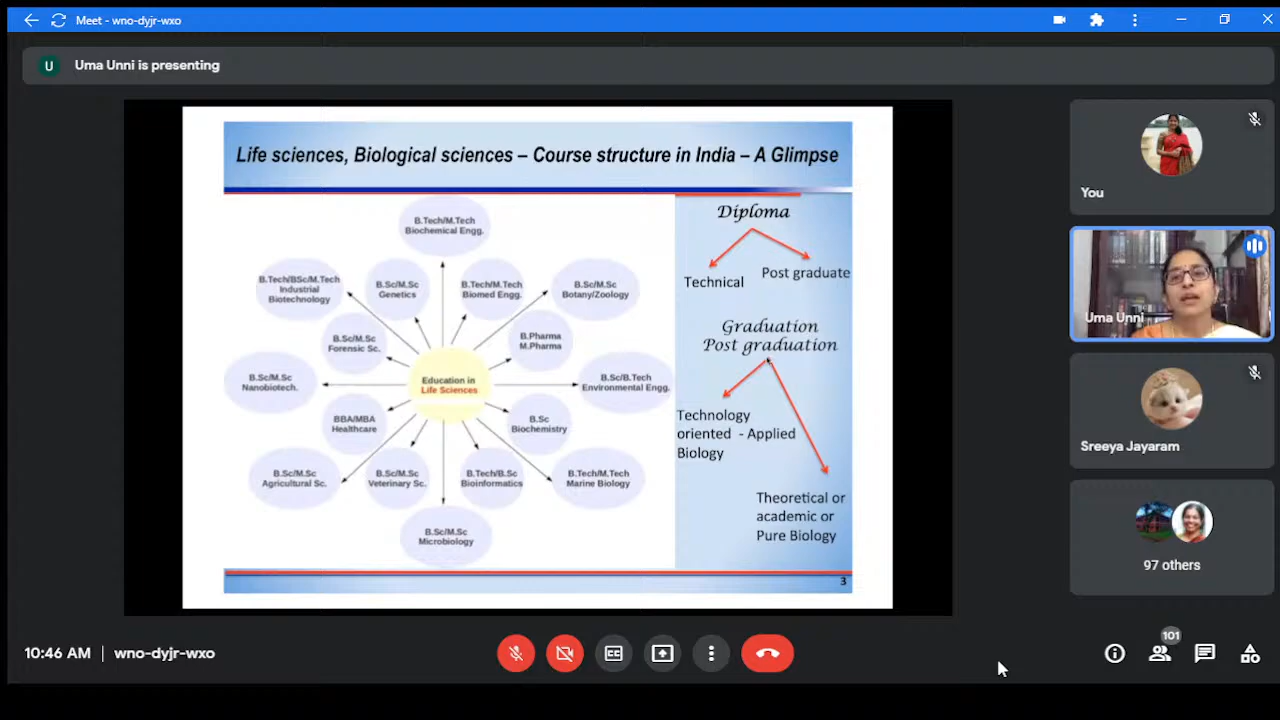 Meet - wno-dyjr-wxo
U
Uma Unni is presenting
Life sciences, Biological sciences – Course structure in India – A Glimpse
B.Tech/M.Tech
Biochemical Engg.
B.Tech/BSc/M.Tech
Industrial
Biotechnology
B.Sc/M.Sc
Genetics
B.Tech/M.Tech
Biomed Engg.
B.Sc/M.Sc
Botany/Zoology
B.Sc/M.Sc
Forensic Sc.
B.Pharma
M.Pharma
B.Sc/M.Sc
Nanobiotech.
Education in
Life Sciences
B.Sc/B.Tech
Environmental Engg.
BBA/MBA
Healthcare
B.Sc
Biochemistry
B.Sc/M.Sc
Agricultural Sc.
B.Sc/M.Sc
Veterinary Sc.
B.Tech/B.Sc
Bioinformatics
B.Tech/M.Tech
Marine Biology
B.Sc/M.Sc
Microbiology
Diploma
Technical
Post graduate
Graduation
Post graduation
Technology
oriented - Applied
Biology
Theoretical or
academic or
Pure Biology
3
You
Uma Unni
Sreeya Jayaram
97 others
10:46 AM | wno-dyjr-wxo
101